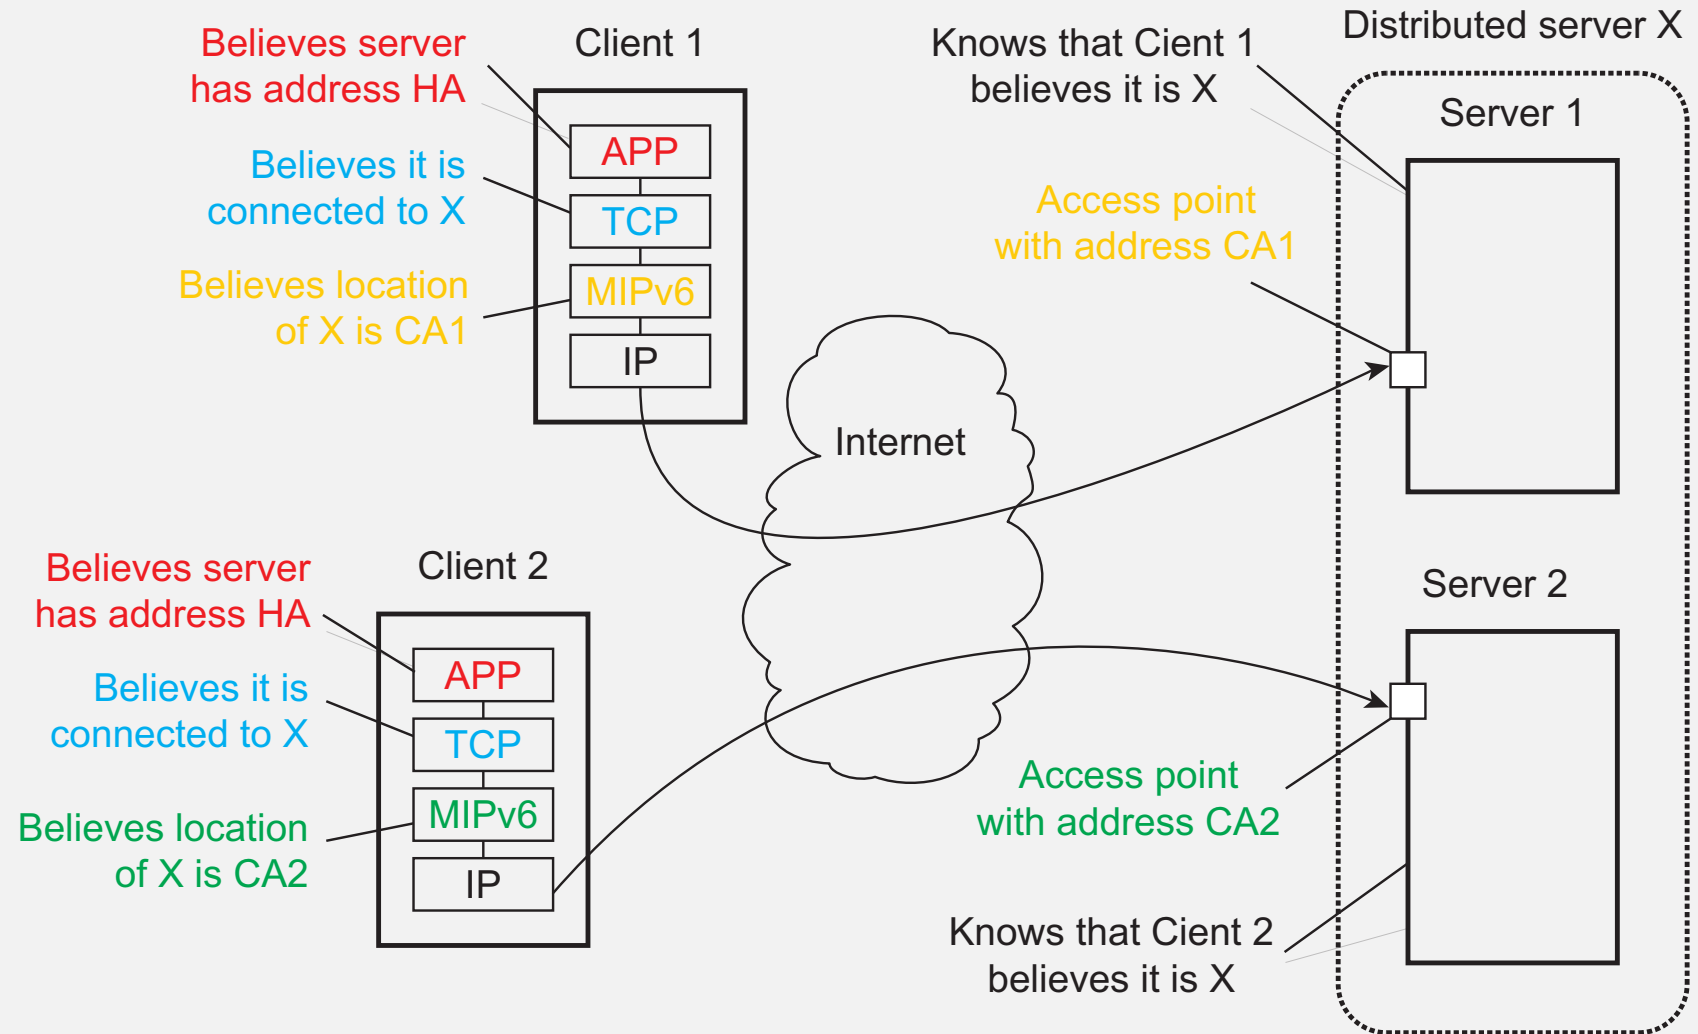 Distributed server X
Believes server
has address HA
Client 1
Knows that Cient 1
believes it is X
Server 1
APP
Believes it is
connected to X
TCP
Access point
with address CA1
Believes location
of X is CA1
MIPv6
IP
Internet
Believes server
has address HA
Client 2
Server 2
APP
Believes it is
connected to X
TCP
Believes location
of X is CA2
MIPv6
IP
Access point
with address CA2
Knows that Cient 2
believes it is X